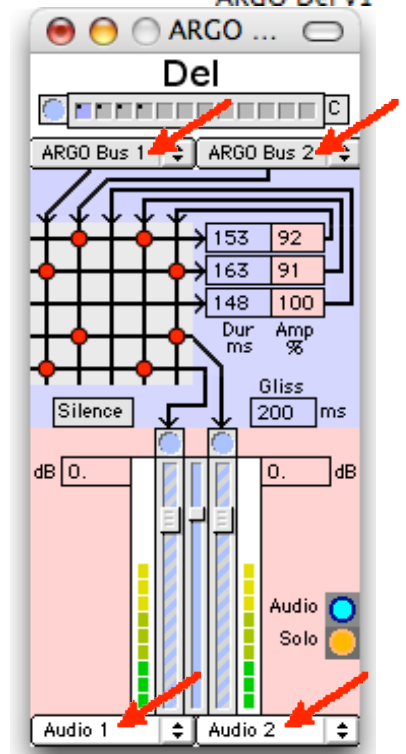 ARGO Del v1
ARGO ...
Del
C
ARGO Bus 1 ARGO Bus 2
153 92
163 91
148 100
Dur Amp
ms %
Gliss
Silence 200 ms
dB 0. 0. dB
Audio
Solo
Audio 1 Audio 2